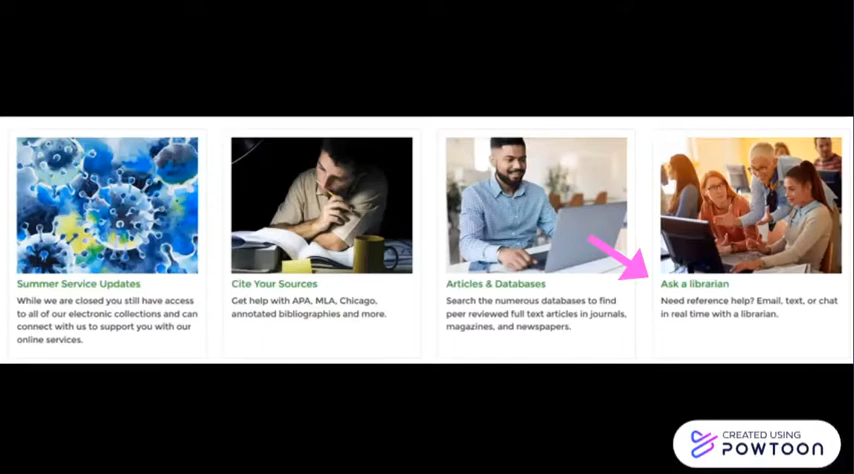 Summer Service Updates
While we are closed you still have access
to all of our electronic collections and can
connect with us to support you with our
online services.
Cite Your Sources
Get help with APA, MLA, Chicago,
annotated bibliographies and more.
Articles & Databases
Search the numerous databases to find
peer reviewed full text articles in journals,
magazines, and newspapers.
Ask a librarian
Need reference help? Email, text, or chat
in real time with a librarian.
CREATED USING
POWTOON